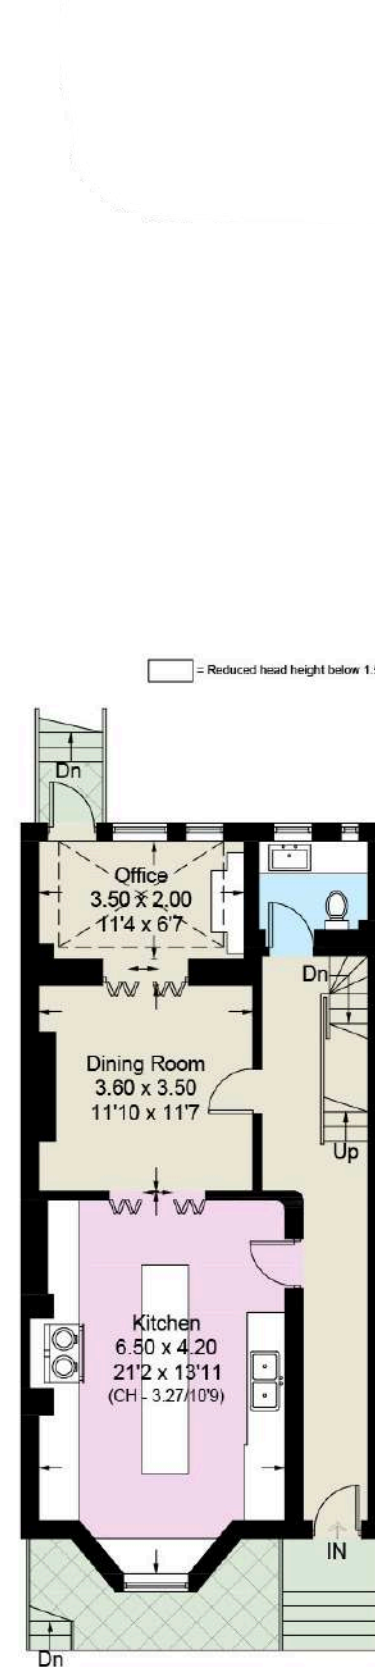 = Reduced head height below 1.5
Dn
Office
3.50 x 2.00
11'4 x 6'7
Dn
Dining Room
3.60 x 3.50
11'10 x 11'7
Up
Kitchen
6.50 x 4.20
21'2 x 13'11
(CH - 3.27/10'9)
IN
Dn